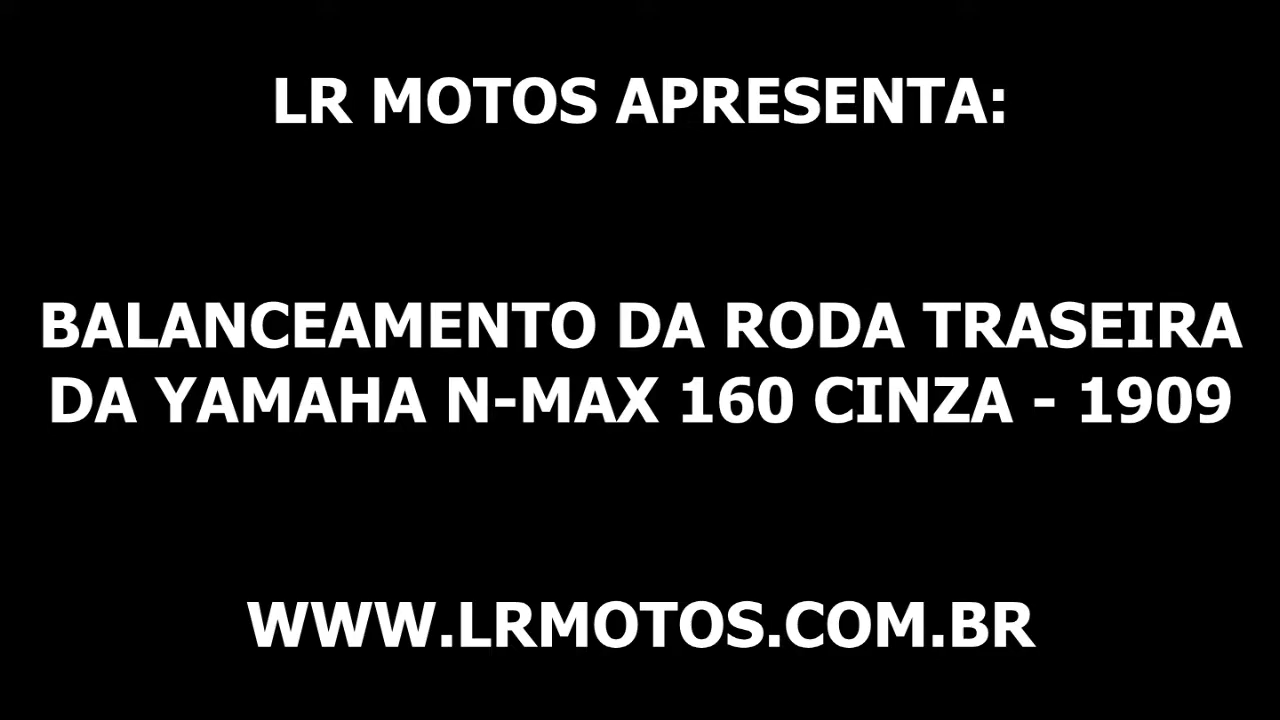 LR MOTOS APRESENTA:
BALANCEAMENTO DA RODA TRASEIRA
DA YAMAHA N-MAX 160 CINZA - 1909
WWW.LRMOTOS.COM.BR